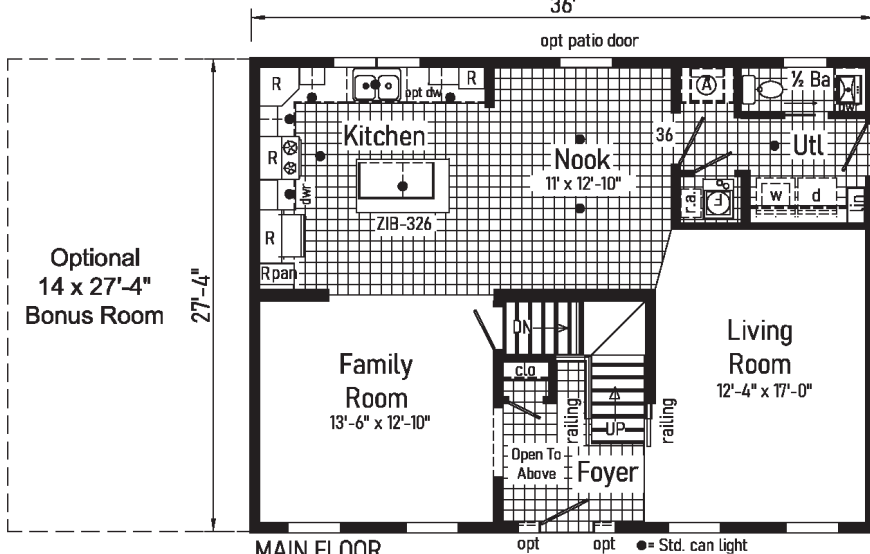 36'
opt patio door
R
R
½ Ba
opt dw
A
dwr
Kitchen
36
Utl
Nook
11' x 12'-10"
R
dwr
r.a.
w
d
lin
ZIB-326
R
Optional
14 x 27'-4"
Bonus Room
27'-4"
Rpan
DN
Living
Room
12'-4" x 17'-0"
Family
Room
13'-6" x 12'-10"
clo
railing
UP
railing
Open To
Above
Foyer
MAIN FLOOR
opt
opt
●= Std. can light